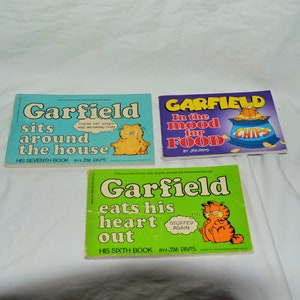 Garfield
sits
around
the house
HIS SEVENTH BOOK BY: JIM DAVIS
GARFIELD
In the
mood
for
FOOD
BY JIM DAVIS
CHIPS
Garfield
eats his
heart
out
STUFFED
AGAIN
HIS SIXTH BOOK BY: JIM DAVIS